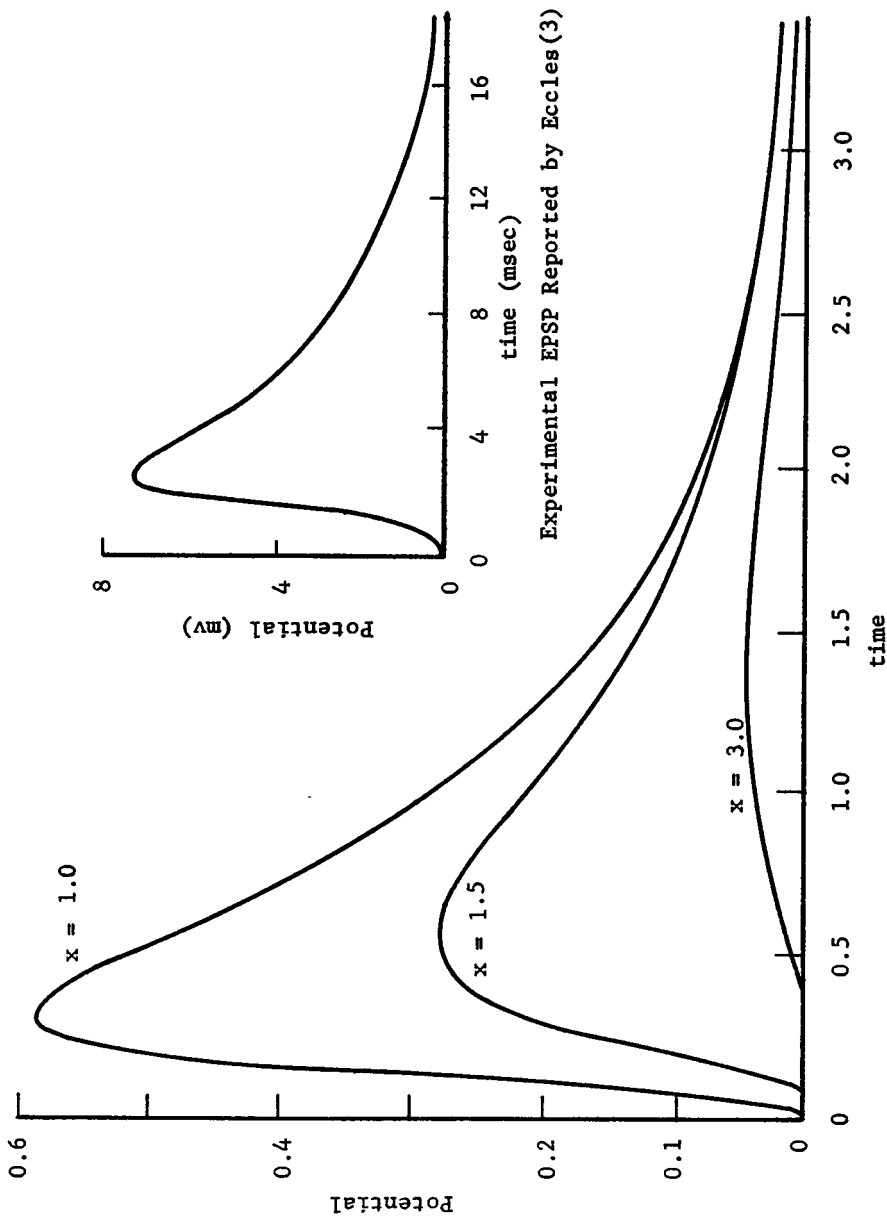 8
4
0
Potential (mv)
0
4
8
12
16
time (msec)
Experimental EPSP Reported by Eccles(3)
0.6
0.4
0.2
0.1
0
Potential
x = 1.0
x = 1.5
x = 3.0
0
0.5
1.0
1.5
2.0
2.5
3.0
time